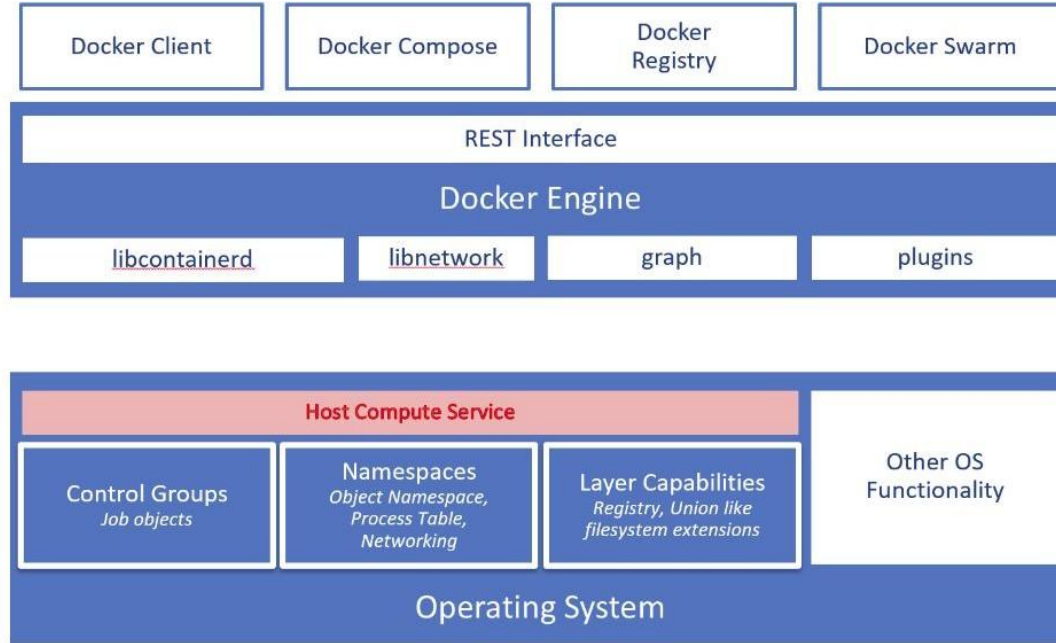 Docker Client
Docker Compose
Docker
Registry
Docker Swarm
REST Interface
Docker Engine
libcontainerd
libnetwork
graph
plugins
Host Compute Service
Control Groups
Job objects
Namespaces
Object Namespace,
Process Table,
Networking
Layer Capabilities
Registry, Union like
filesystem extensions
Other OS
Functionality
Operating System